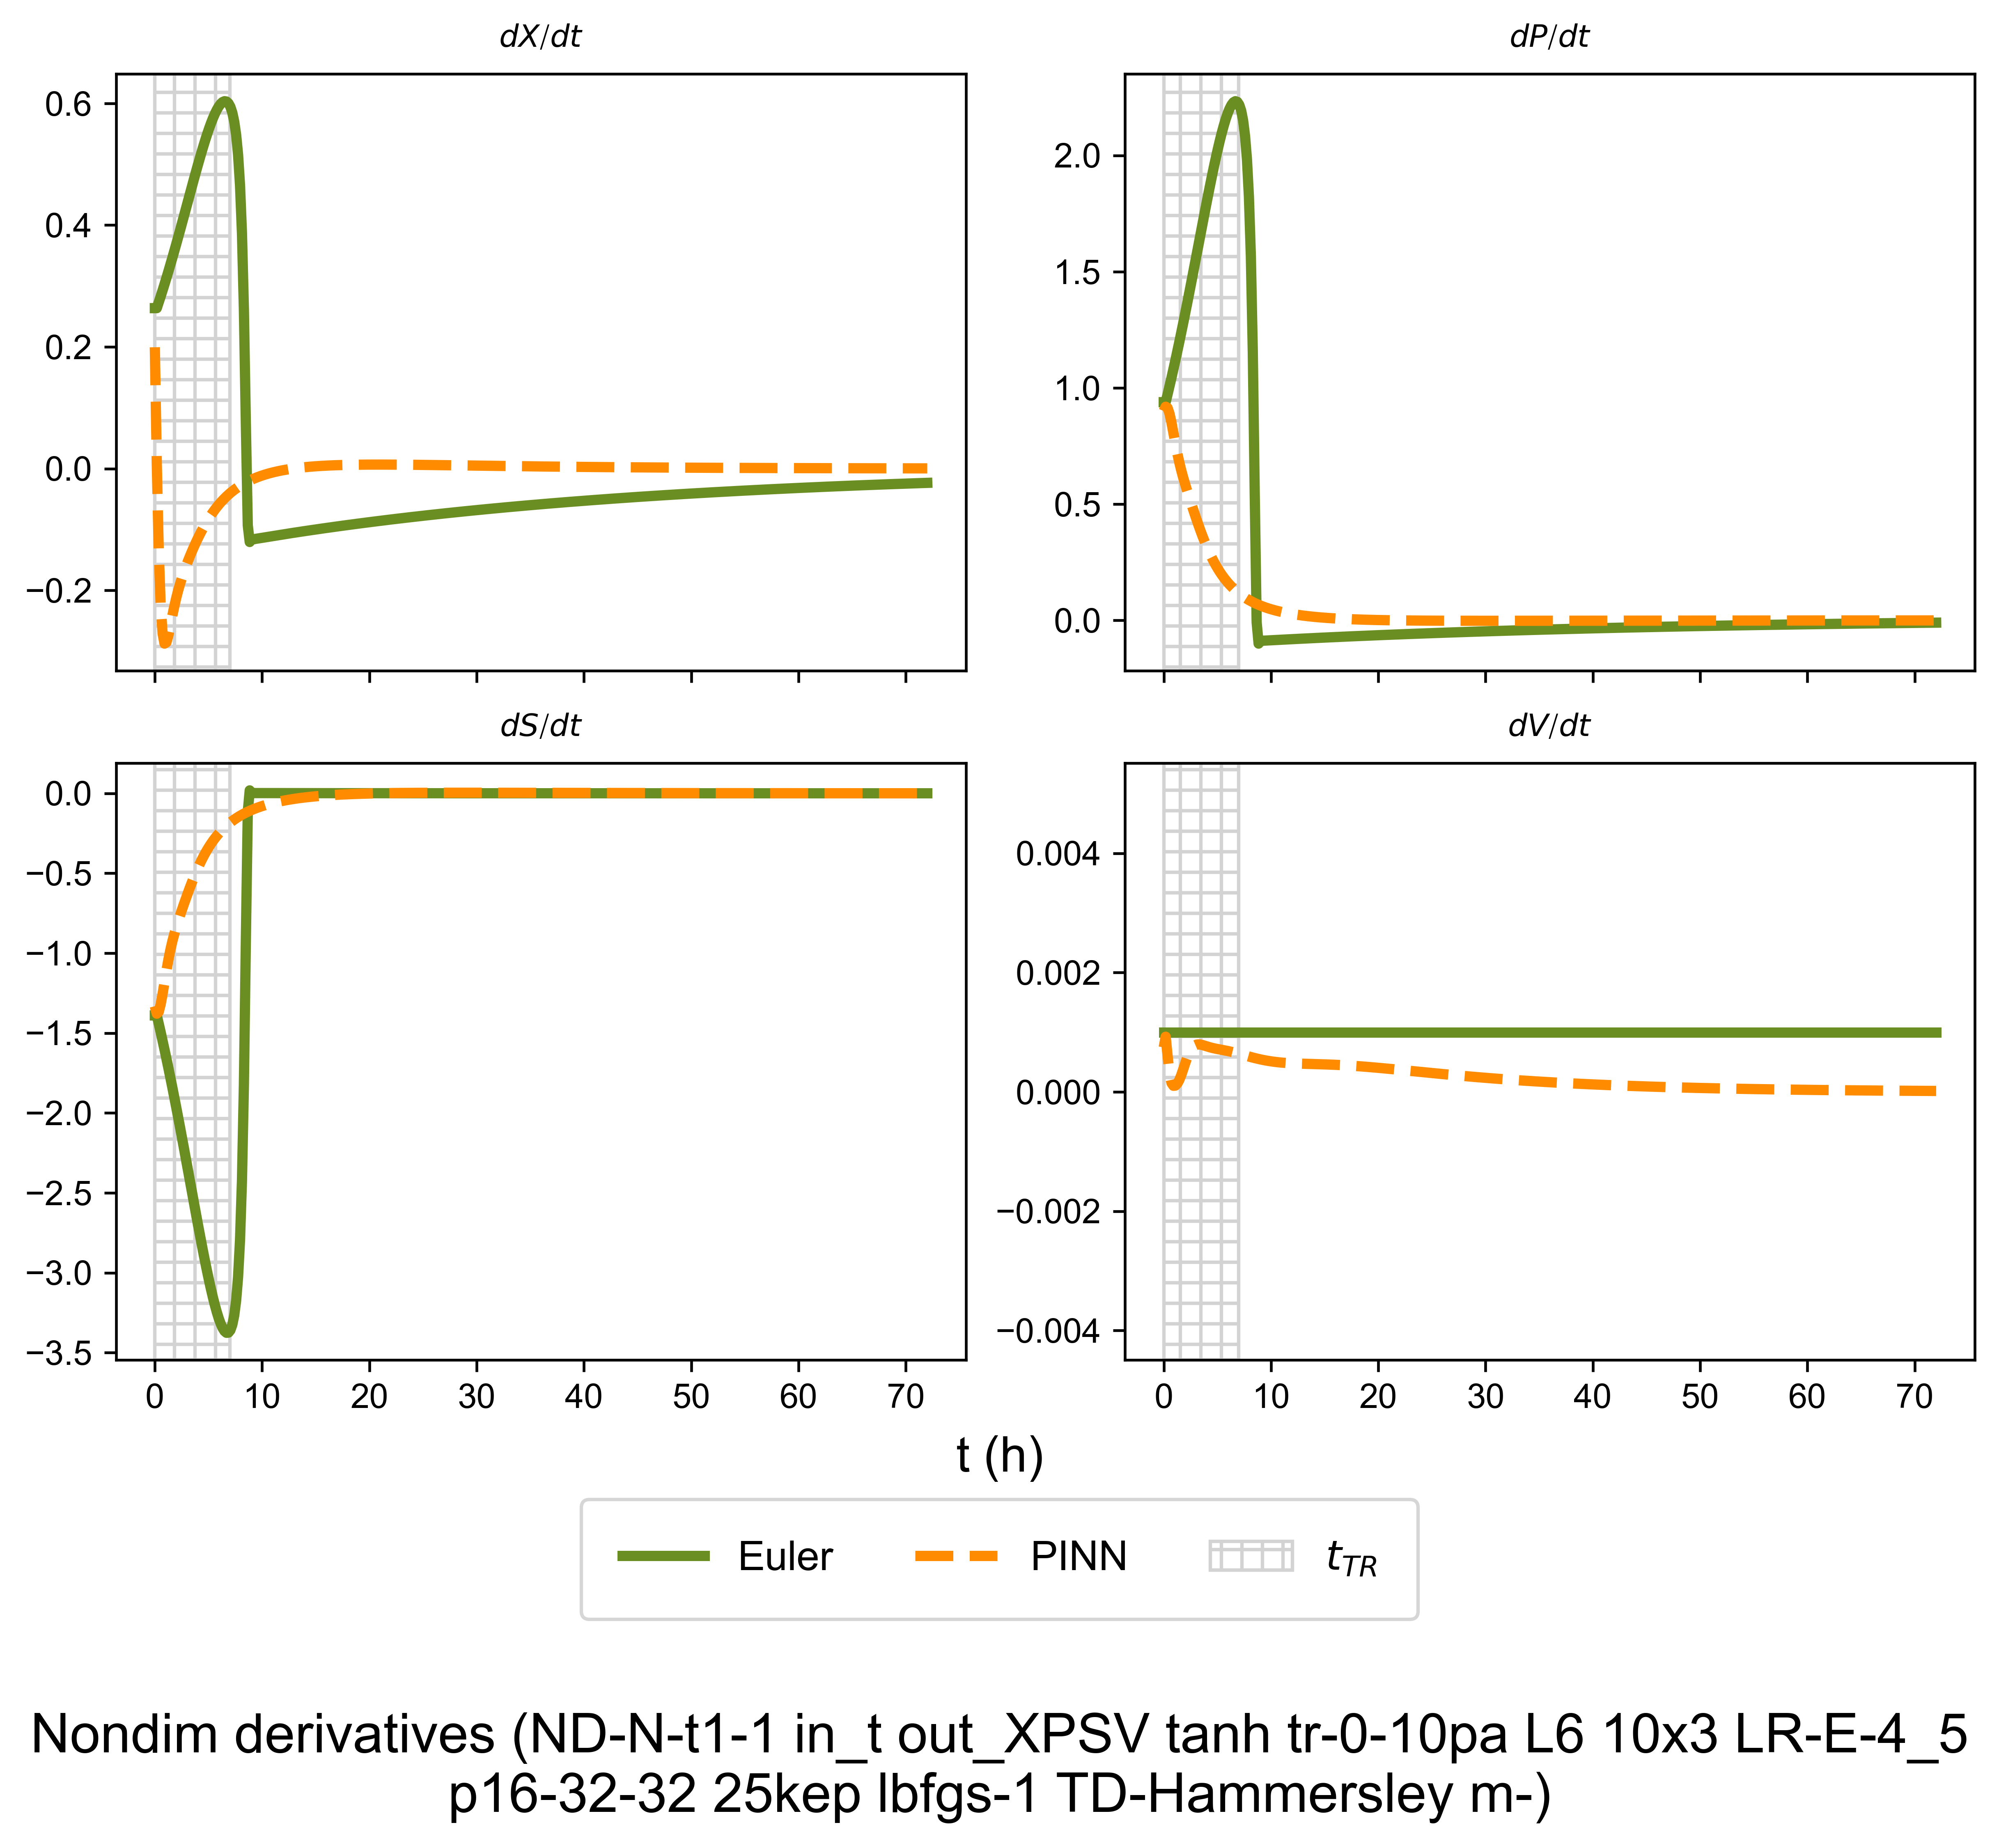 dX/dt
dP/dt
0.6
0.4
0.2
0.0
−0.2
2.0
1.5
1.0
0.5
0.0
dS/dt
dV/dt
0.0
−0.5
−1.0
−1.5
−2.0
−2.5
−3.0
−3.5
0.004
0.002
0.000
−0.002
−0.004
0 10 20 30 40 50 60 70
0 10 20 30 40 50 60 70
t (h)
Euler PINN t_TR
Nondim derivatives (ND-N-t1-1 in_t out_XPSV tanh tr-0-10pa L6 10x3 LR-E-4_5
p16-32-32 25kep lbfgs-1 TD-Hammersley m-)